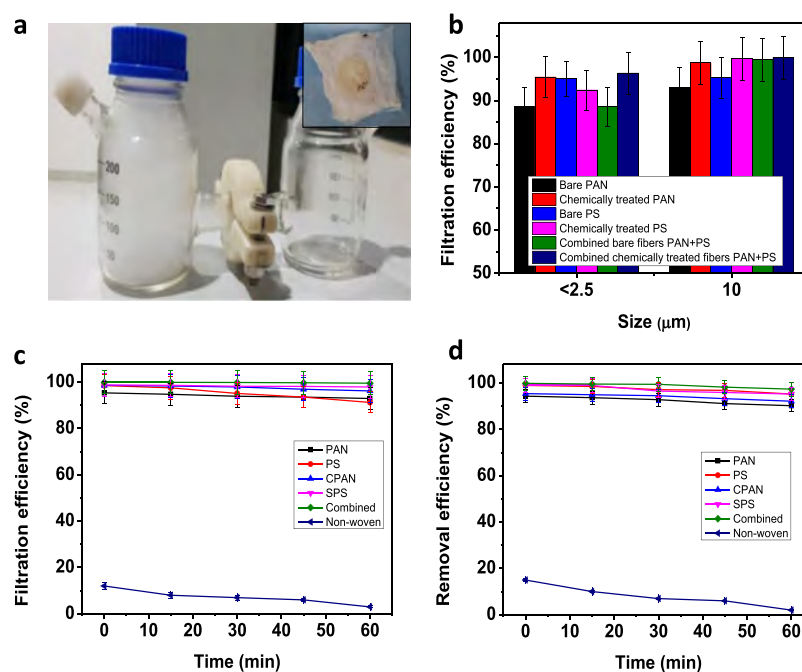 a
200
150
100
b
Filtration efficiency (%)
100
90
80
70
60
50
Bare PAN
Chemically treated PAN
Bare PS
Chemically treated PS
Combined bare fibers PAN+PS
Combined chemically treated fibers PAN+PS
<2.5
10
Size (μm)
c
Filtration efficiency (%)
100
80
60
40
20
0
PAN
PS
CPAN
SPS
Combined
Non-woven
0 10 20 30 40 50 60
Time (min)
d
Removal efficiency (%)
100
80
60
40
20
0
PAN
PS
CPAN
SPS
Combined
Non-woven
0 10 20 30 40 50 60
Time (min)